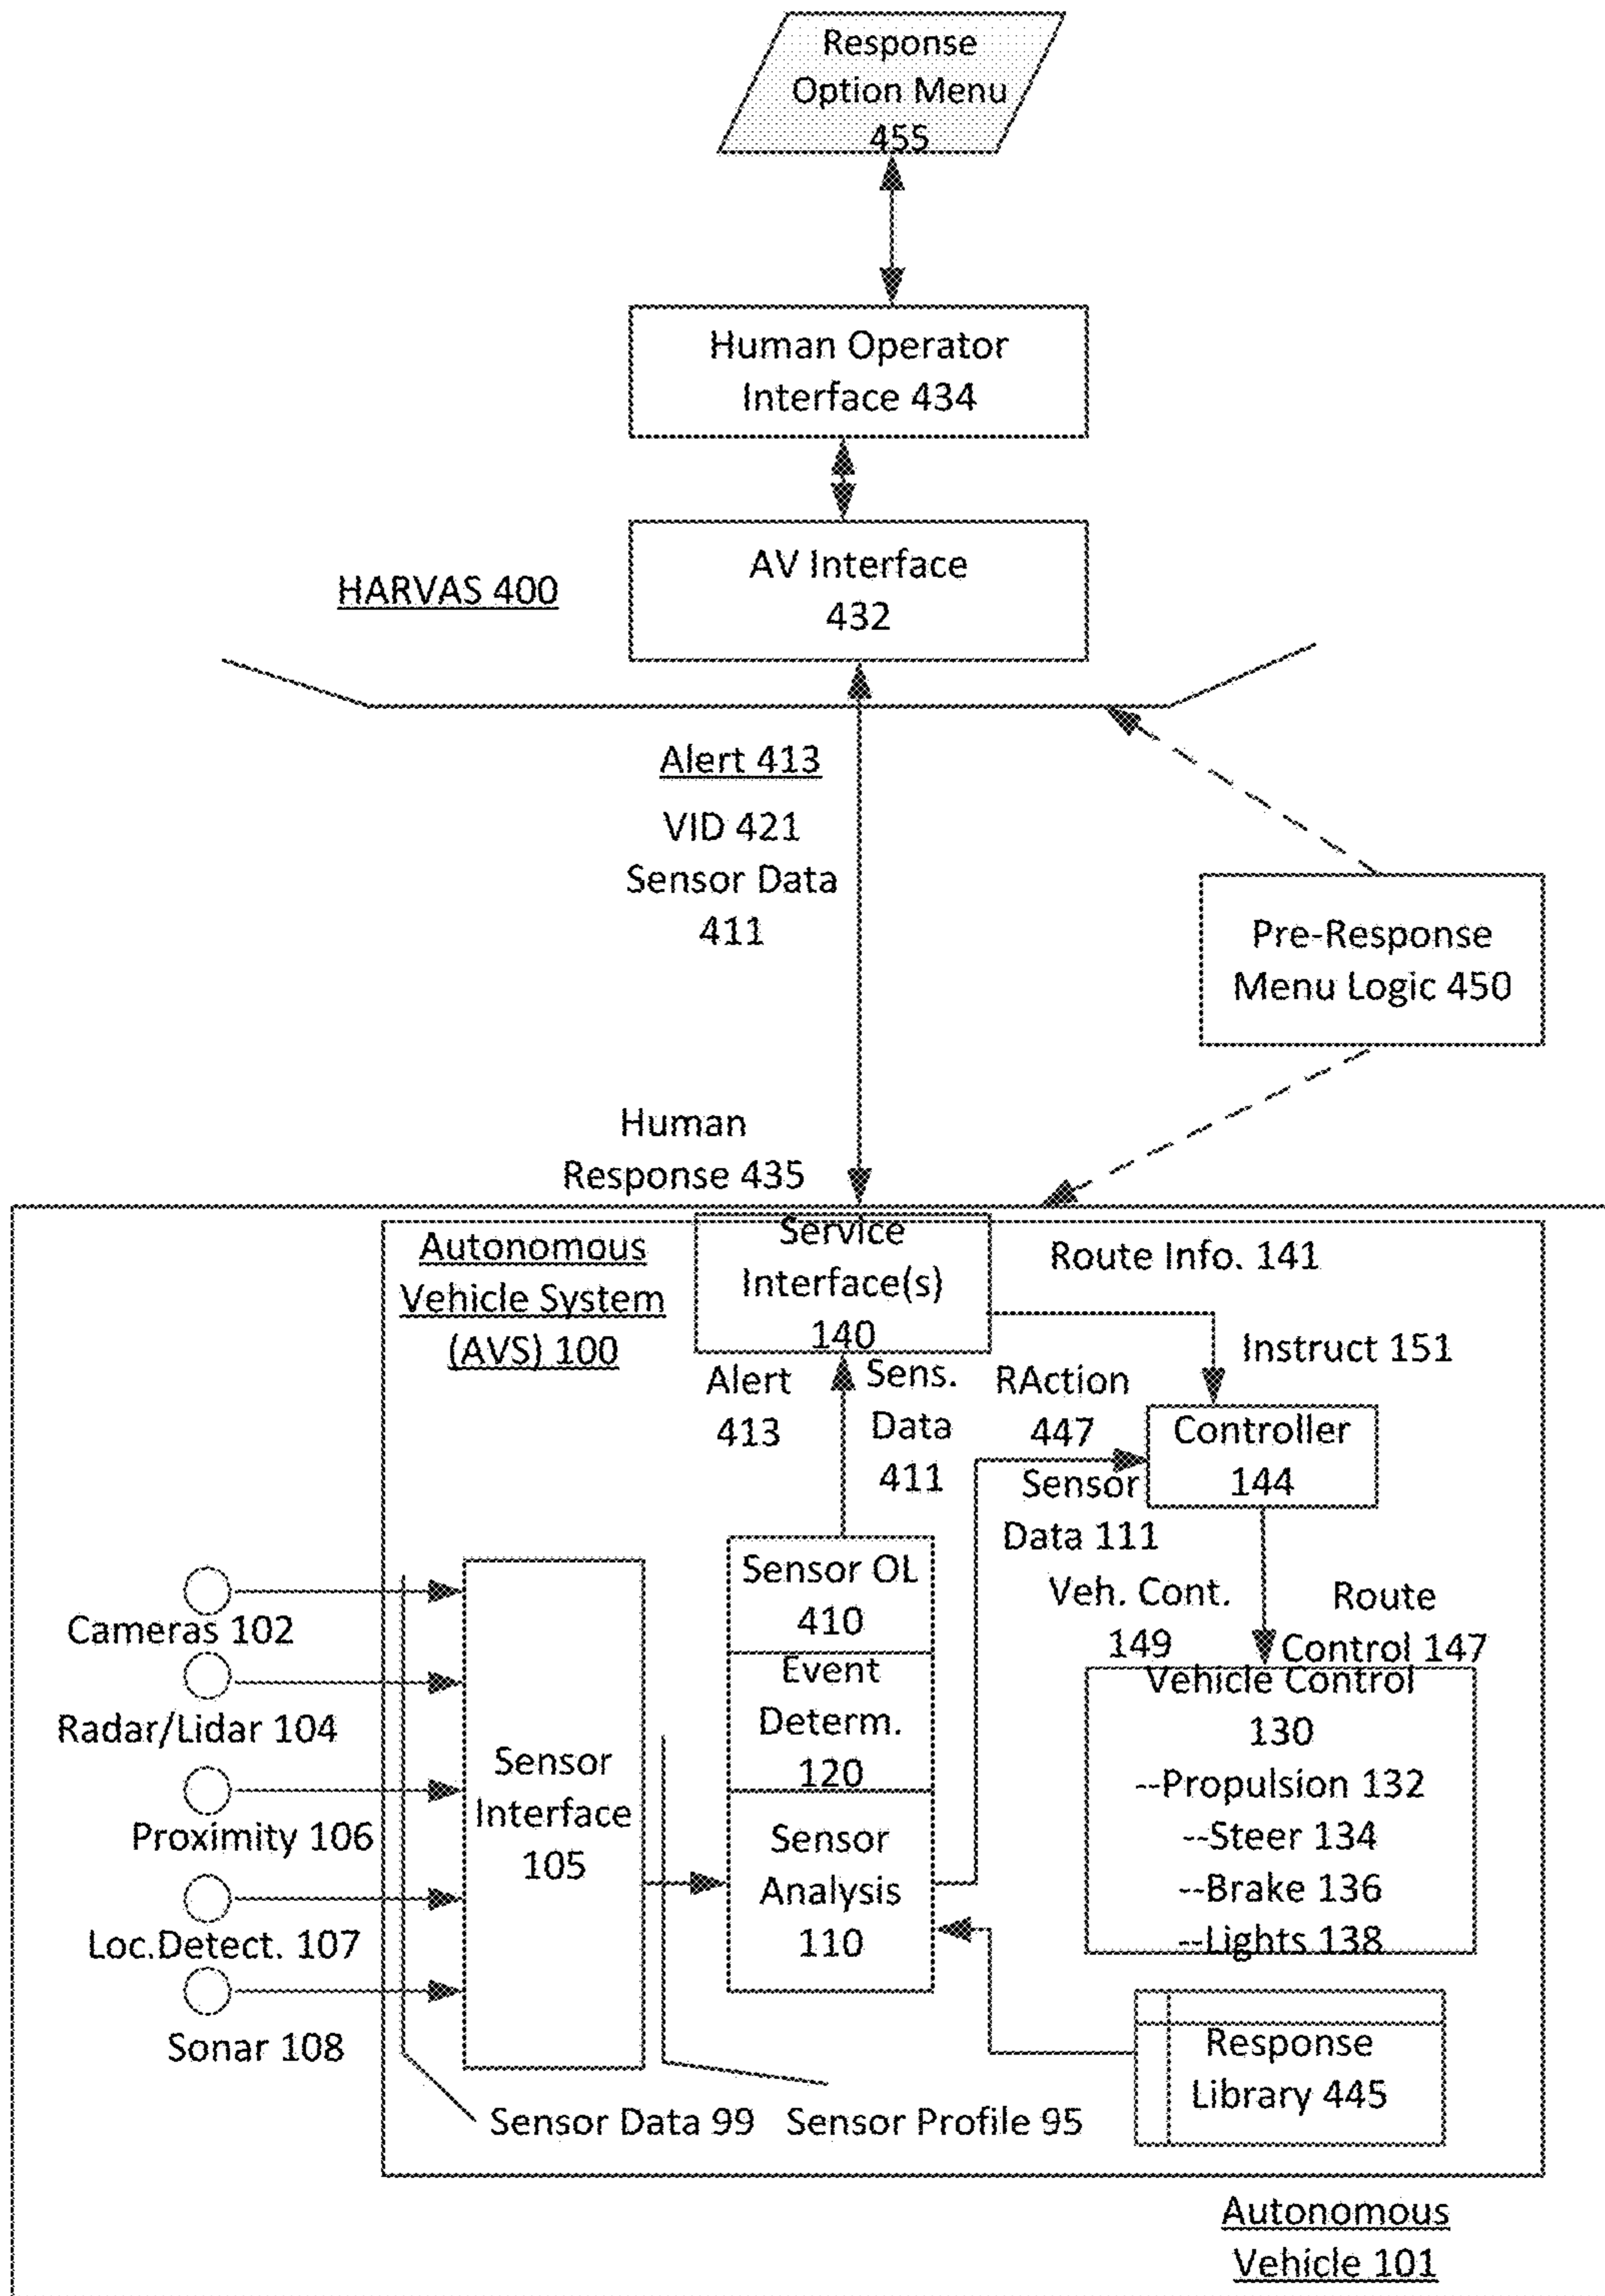 Response
Option Menu
455
Human Operator
Interface 434
AV Interface
432
HARVAS 400
Alert 413
VID 421
Sensor Data
411
Pre-Response
Menu Logic 450
Human
Response 435
Autonomous
Vehicle System
(AVS) 100
Service
Interface(s)
140
Route Info. 141
Instruct 151
Alert
413
Sens.
Data
411
RAction
447
Sensor
Data 111
Controller
144
Sensor OL
410
Event
Determ.
120
Sensor
Analysis
110
Veh. Cont.
149
Route
Control 147
Vehicle Control
130
--Propulsion 132
--Steer 134
--Brake 136
--Lights 138
Cameras 102
Radar/Lidar 104
Proximity 106
Loc.Detect. 107
Sonar 108
Sensor
Interface
105
Response
Library 445
Sensor Data 99
Sensor Profile 95
Autonomous
Vehicle 101